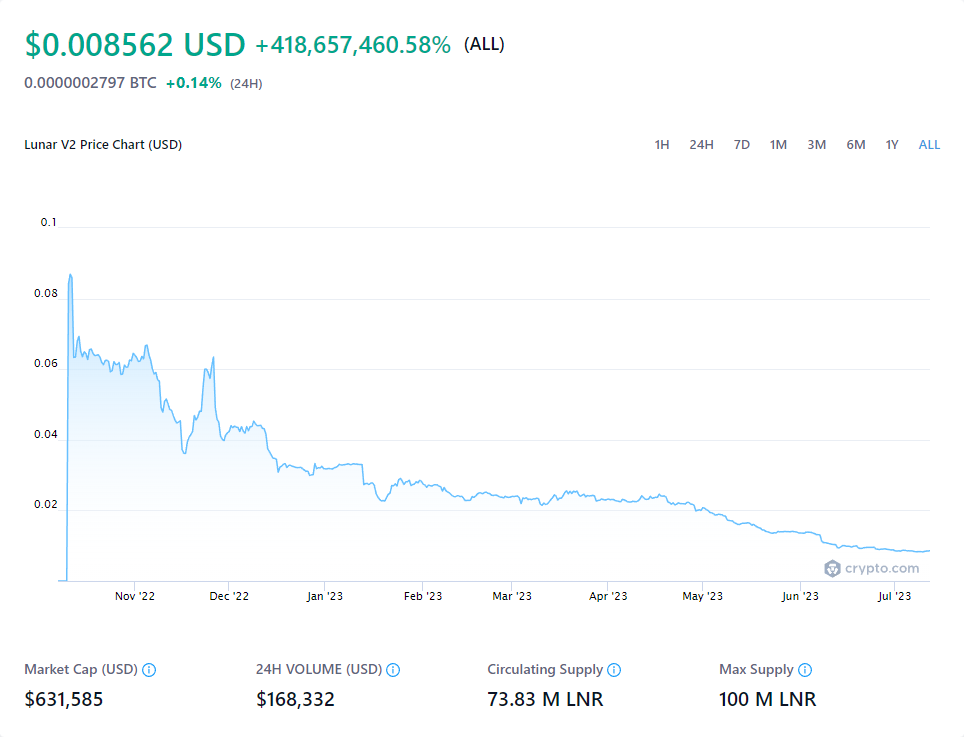 $0.008562 USD +418,657,460.58% (ALL)
0.0000002797 BTC +0.14% (24H)
Lunar V2 Price Chart (USD) 1H 24H 7D 1M 3M 6M 1Y ALL
0.1
0.08
0.06
0.04
0.02
crypto.com
Nov '22 Dec '22 Jan '23 Feb '23 Mar '23 Apr '23 May '23 Jun '23 Jul '23
Market Cap (USD) 24H VOLUME (USD) Circulating Supply Max Supply
$631,585 $168,332 73.83 M LNR 100 M LNR